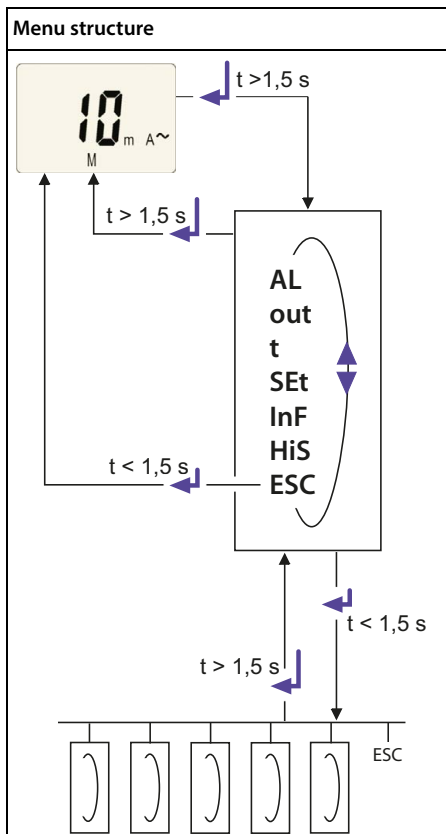 Menu structure
t >1,5 s
10 m A~
M
t > 1,5 s
AL
out
t
SEt
InF
HiS
t < 1,5 s
ESC
t < 1,5 s
t > 1,5 s
ESC